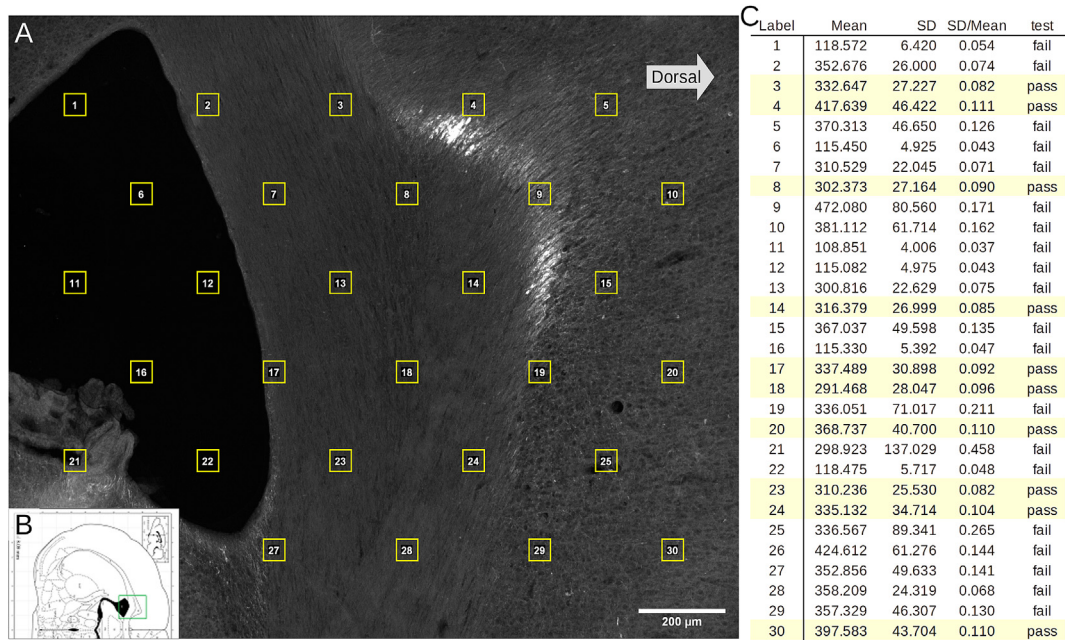 A
Dorsal
1
2
3
4
5
6
7
8
9
10
11
12
13
14
15
16
17
18
19
20
21
22
23
24
25
27
28
29
30
200 µm
B
C
Label Mean SD SD/Mean test
1 118.572 6.420 0.054 fail
2 352.676 26.000 0.074 fail
3 332.647 27.227 0.082 pass
4 417.639 46.422 0.111 pass
5 370.313 46.650 0.126 fail
6 115.450 4.925 0.043 fail
7 310.529 22.045 0.071 fail
8 302.373 27.164 0.090 pass
9 472.080 80.560 0.171 fail
10 381.112 61.714 0.162 fail
11 108.851 4.006 0.037 fail
12 115.082 4.975 0.043 fail
13 300.816 22.629 0.075 fail
14 316.379 26.999 0.085 pass
15 367.037 49.598 0.135 fail
16 115.330 5.392 0.047 fail
17 337.489 30.898 0.092 pass
18 291.468 28.047 0.096 pass
19 336.051 71.017 0.211 fail
20 368.737 40.700 0.110 pass
21 298.923 137.029 0.458 fail
22 118.475 5.717 0.048 fail
23 310.236 25.530 0.082 pass
24 335.132 34.714 0.104 pass
25 336.567 89.341 0.265 fail
26 424.612 61.276 0.144 fail
27 352.856 49.633 0.141 fail
28 358.209 24.319 0.068 fail
29 357.329 46.307 0.130 fail
30 397.583 43.704 0.110 pass